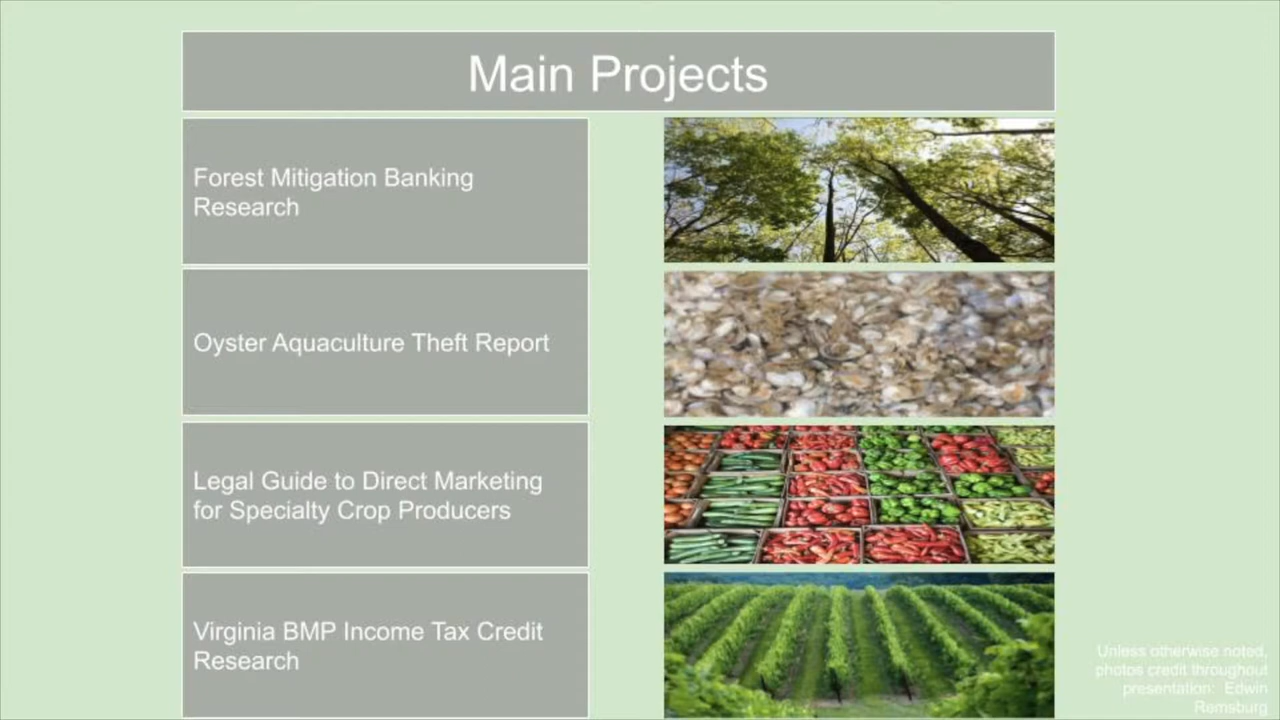 Main Projects
Forest Mitigation Banking
Research
Oyster Aquaculture Theft Report
Legal Guide to Direct Marketing
for Specialty Crop Producers
Virginia BMP Income Tax Credit
Research
Unless otherwise noted,
photos credit throughout
presentation: Edwin
Remsburg